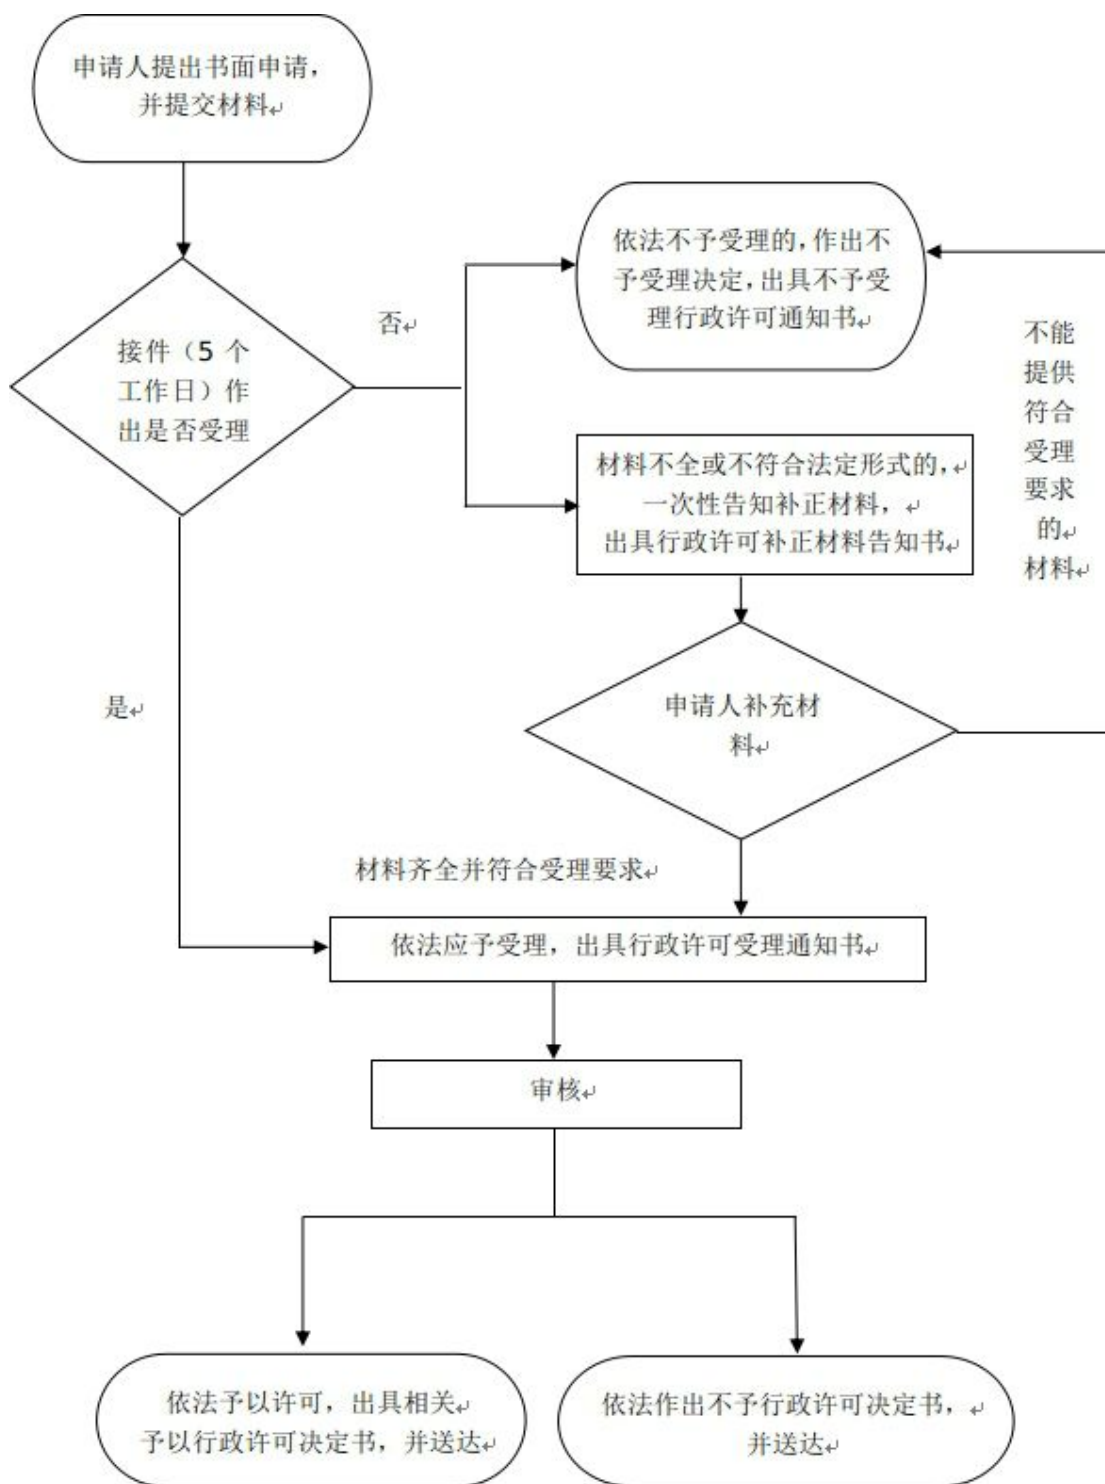 申请人提出书面申请，
并提交材料
接件（5 个
工作日）作
出是否受理
否
依法不予受理的，作出不
予受理决定，出具不予受
理行政许可通知书
不能
提供
符合
受理
要求
的
材料
材料不全或不符合法定形式的，
一次性告知补正材料，
出具行政许可补正材料告知书
是
申请人补充材
料
材料齐全并符合受理要求
依法应予受理，出具行政许可受理通知书
审核
依法予以许可，出具相关
予以行政许可决定书，并送达
依法作出不予行政许可决定书，
并送达